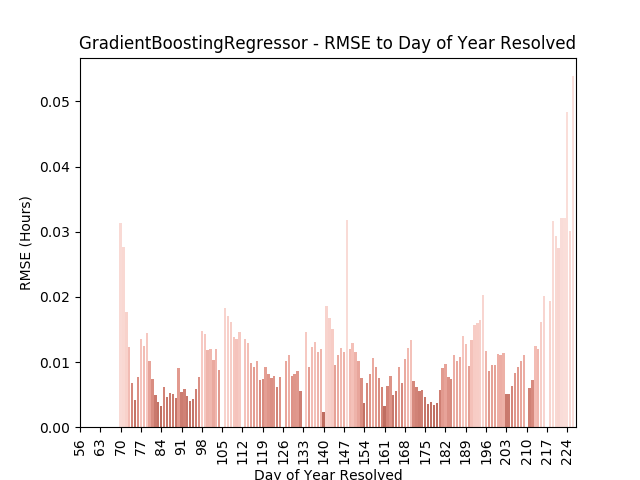 GradientBoostingRegressor - RMSE to Day of Year Resolved
0.05
0.04
0.03
0.02
0.01
0.00
RMSE (Hours)
56 63 70 77 84 91 98 105 112 119 126 133 140 147 154 161 168 175 182 189 196 203 210 217 224
Day of Year Resolved